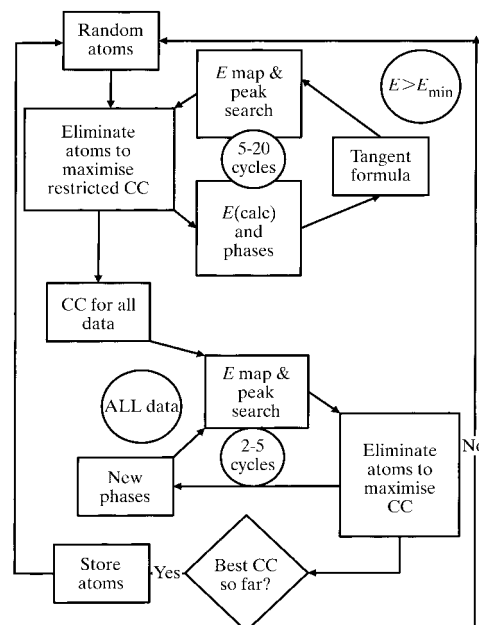 Random
atoms
E map &
peak
search
E>Emin
Eliminate
atoms to
maximise
restricted CC
5-20
cycles
Tangent
formula
E(calc)
and
phases
CC for all
data
E map &
peak
search
ALL data
2-5
cycles
New
phases
Eliminate
atoms to
maximise
CC
No
Store
atoms
Yes
Best CC
so far?